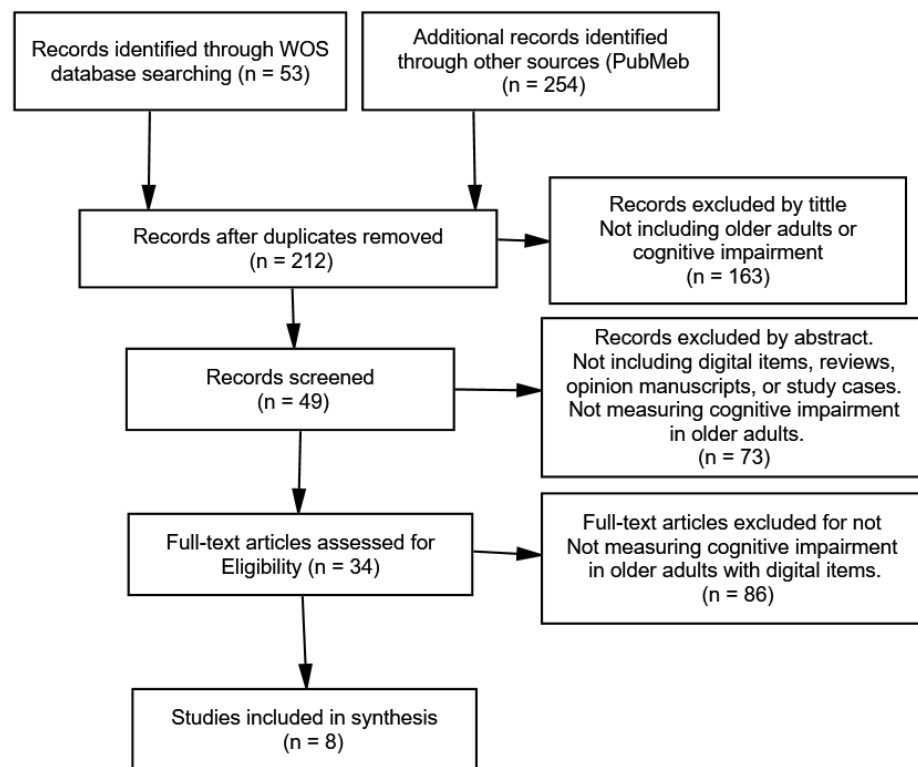 Records identified through WOS
database searching (n = 53)
Additional records identified
through other sources (PubMeb
(n = 254)
Records after duplicates removed
(n = 212)
Records excluded by tittle
Not including older adults or
cognitive impairment
(n = 163)
Records screened
(n = 49)
Records excluded by abstract.
Not including digital items, reviews,
opinion manuscripts, or study cases.
Not measuring cognitive impairment
in older adults.
(n = 73)
Full-text articles assessed for
Eligibility (n = 34)
Full-text articles excluded for not
Not measuring cognitive impairment
in older adults with digital items.
(n = 86)
Studies included in synthesis
(n = 8)